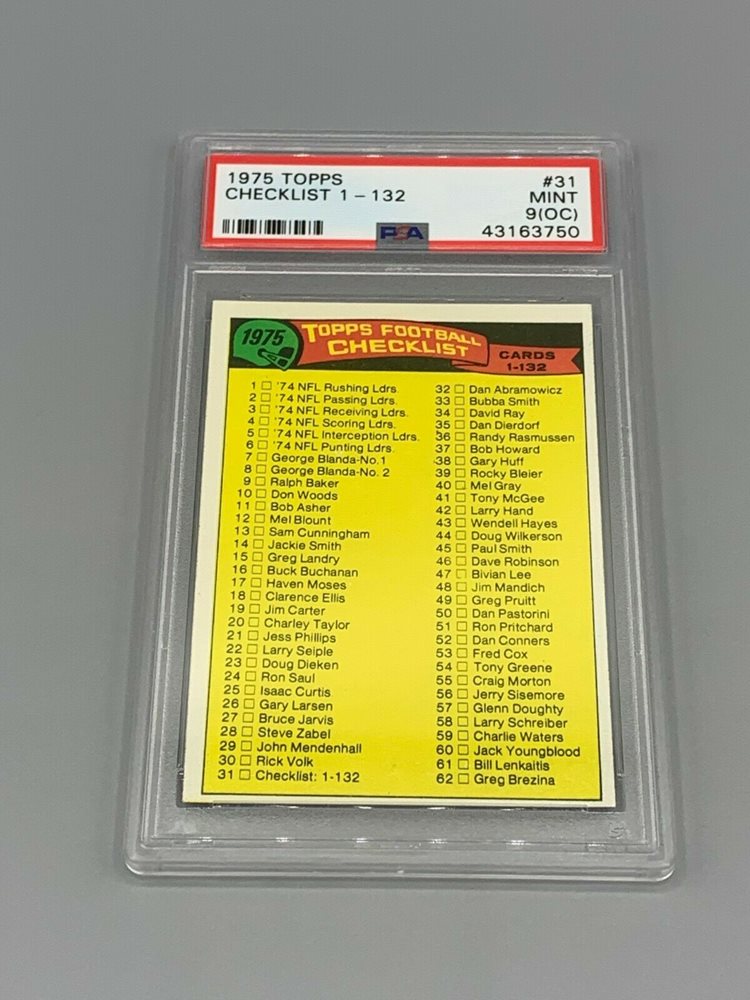 1975 TOPPS #31
CHECKLIST 1 - 132 MINT
9(OC)
PSA 43163750
1975
TOPPS FOOTBALL
CHECKLIST
CARDS
1-132
1 '74 NFL Rushing Ldrs.
2 '74 NFL Passing Ldrs.
3 '74 NFL Receiving Ldrs.
4 '74 NFL Scoring Ldrs.
5 '74 NFL Interception Ldrs.
6 '74 NFL Punting Ldrs.
7 George Blanda-No.1
8 George Blanda-No. 2
9 Ralph Baker
10 Don Woods
11 Bob Asher
12 Mel Blount
13 Sam Cunningham
14 Jackie Smith
15 Greg Landry
16 Buck Buchanan
17 Haven Moses
18 Clarence Ellis
19 Jim Carter
20 Charley Taylor
21 Jess Phillips
22 Larry Seiple
23 Doug Dieken
24 Ron Saul
25 Isaac Curtis
26 Gary Larsen
27 Bruce Jarvis
28 Steve Zabel
29 John Mendenhall
30 Rick Volk
31 Checklist: 1-132
32 Dan Abramowicz
33 Bubba Smith
34 David Ray
35 Dan Dierdorf
36 Randy Rasmussen
37 Bob Howard
38 Gary Huff
39 Rocky Bleier
40 Mel Gray
41 Tony McGee
42 Larry Hand
43 Wendell Hayes
44 Doug Wilkerson
45 Paul Smith
46 Dave Robinson
47 Bivian Lee
48 Jim Mandich
49 Greg Pruitt
50 Dan Pastorini
51 Ron Pritchard
52 Dan Conners
53 Fred Cox
54 Tony Greene
55 Craig Morton
56 Jerry Sisemore
57 Glenn Doughty
58 Larry Schreiber
59 Charlie Waters
60 Jack Youngblood
61 Bill Lenkaitis
62 Greg Brezina